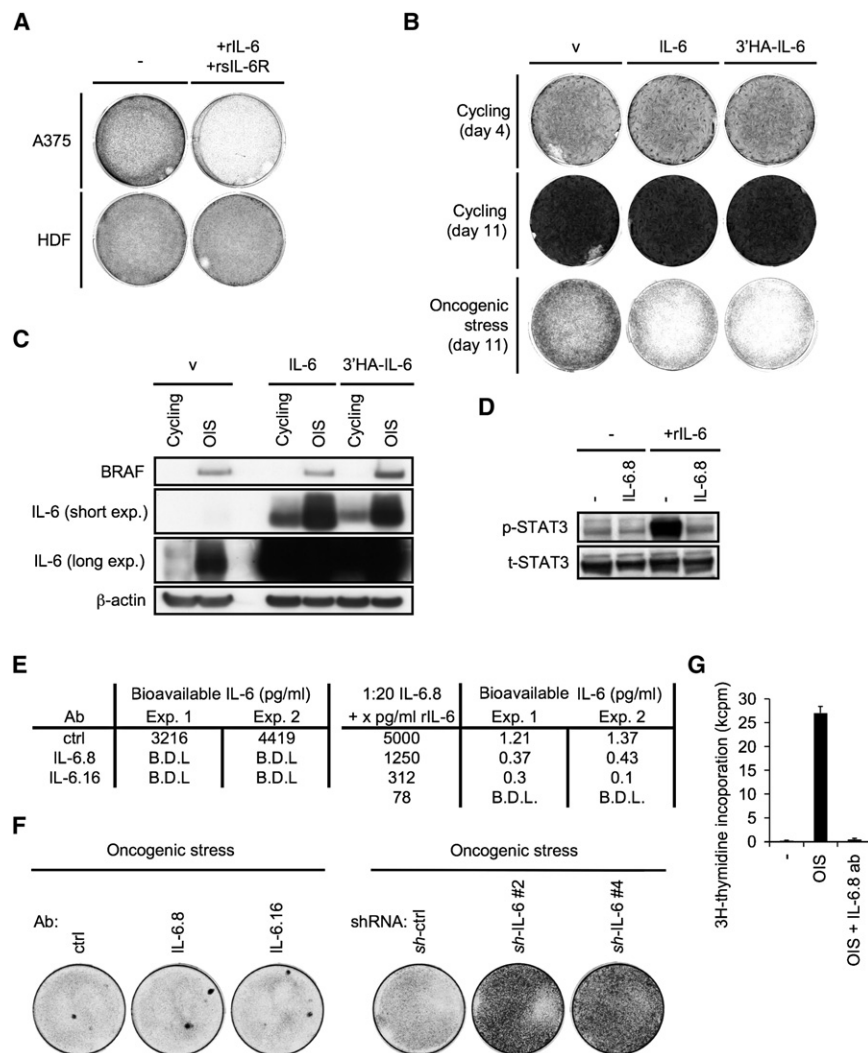 A
-
+rIL-6
+rsIL-6R
A375
HDF
B
v
IL-6
3'HA-IL-6
Cycling
(day 4)
Cycling
(day 11)
Oncogenic
stress
(day 11)
C
v
IL-6
3'HA-IL-6
Cycling
OIS
Cycling
OIS
Cycling
OIS
BRAF
IL-6 (short exp.)
IL-6 (long exp.)
β-actin
D
-
+rIL-6
-
IL-6.8
-
IL-6.8
p-STAT3
t-STAT3
E
Bioavailable IL-6 (pg/ml)
Ab Exp. 1 Exp. 2
ctrl 3216 4419
IL-6.8 B.D.L B.D.L
IL-6.16 B.D.L B.D.L
1:20 IL-6.8 Bioavailable IL-6 (pg/ml)
+ x pg/ml rIL-6 Exp. 1 Exp. 2
5000 1.21 1.37
1250 0.37 0.43
312 0.3 0.1
78 B.D.L. B.D.L.
F
Oncogenic stress
Ab:
ctrl
IL-6.8
IL-6.16
Oncogenic stress
shRNA:
sh-ctrl
sh-IL-6 #2
sh-IL-6 #4
G
3H-thymidine incoporation (kcpm)
30
25
20
15
10
5
0
-
OIS
OIS + IL-6.8 ab